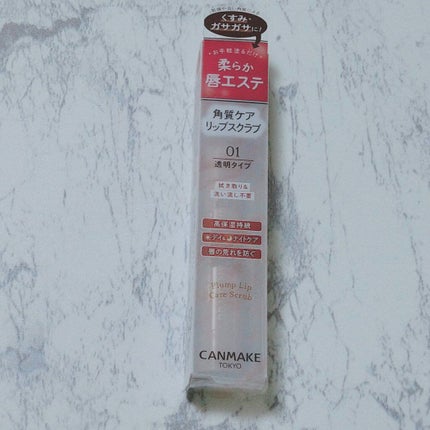 くすみ・
ガサガサに!
お手軽塗るだけ
柔らか
唇エステ
角質ケア
リップスクラブ
01
透明タイプ
拭き取り&
洗い流し不要
高保湿持続
デイ&ナイトケア
唇の荒れを防ぐ
Plump Lip
Care Scrub
CANMAKE
TOKYO